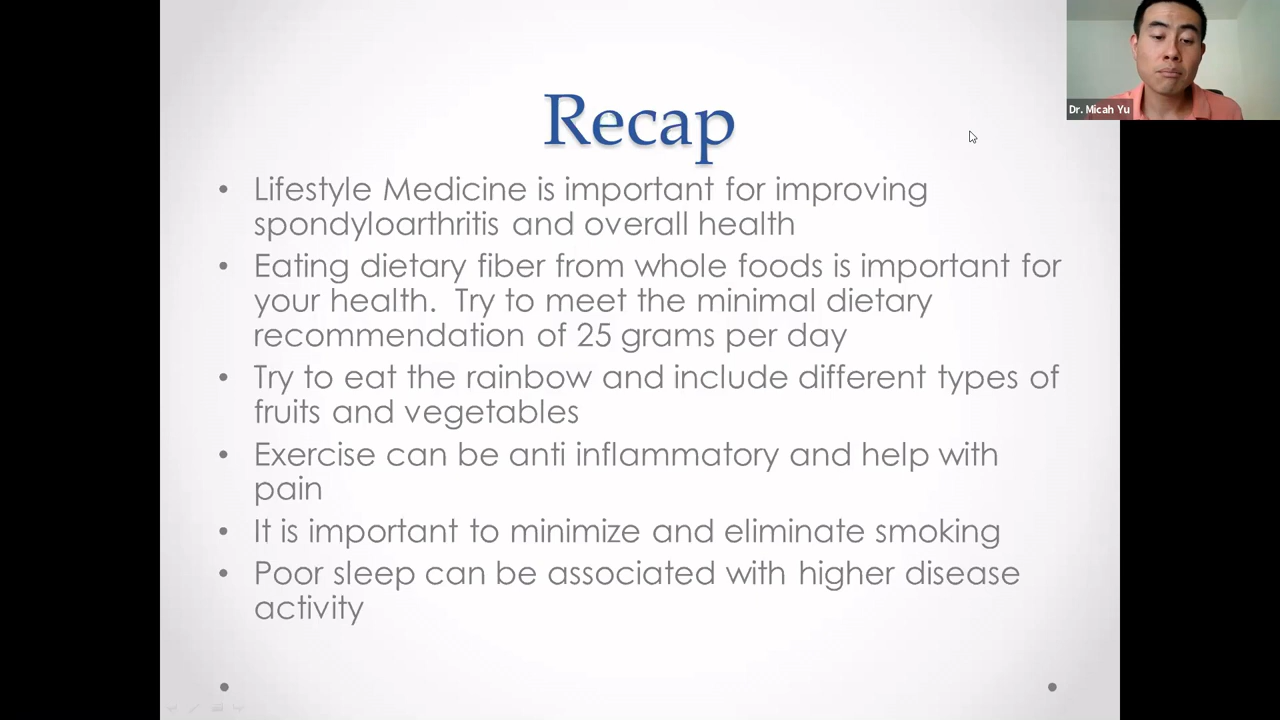 Dr. Micah Yu
Recap
• Lifestyle Medicine is important for improving
spondyloarthritis and overall health
• Eating dietary fiber from whole foods is important for
your health.  Try to meet the minimal dietary
recommendation of 25 grams per day
• Try to eat the rainbow and include different types of
fruits and vegetables
• Exercise can be anti inflammatory and help with
pain
• It is important to minimize and eliminate smoking
• Poor sleep can be associated with higher disease
activity